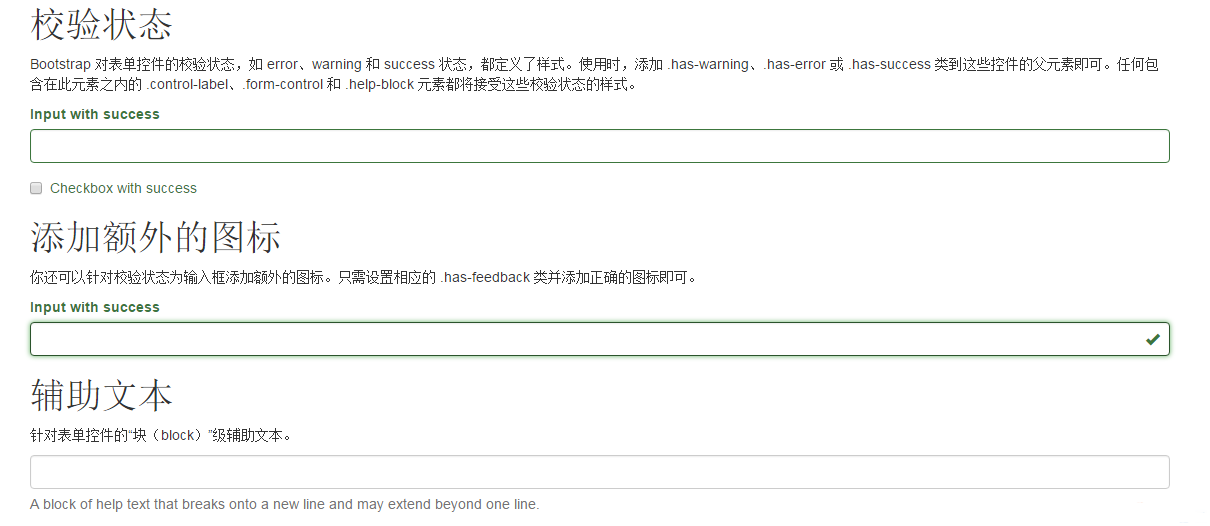 校验状态
Bootstrap 对表单控件的校验状态，如 error、warning 和 success 状态，都定义了样式。使用时，添加 .has-warning、.has-error 或 .has-success 类到这些控件的父元素即可。任何包
含在此元素之内的 .control-label、.form-control 和 .help-block 元素都将接受这些校验状态的样式。
Input with success
Checkbox with success
添加额外的图标
你还可以针对校验状态为输入框添加额外的图标。只需设置相应的 .has-feedback 类并添加正确的图标即可。
Input with success
辅助文本
针对表单控件的“块（block）”级辅助文本。
A block of help text that breaks onto a new line and may extend beyond one line.